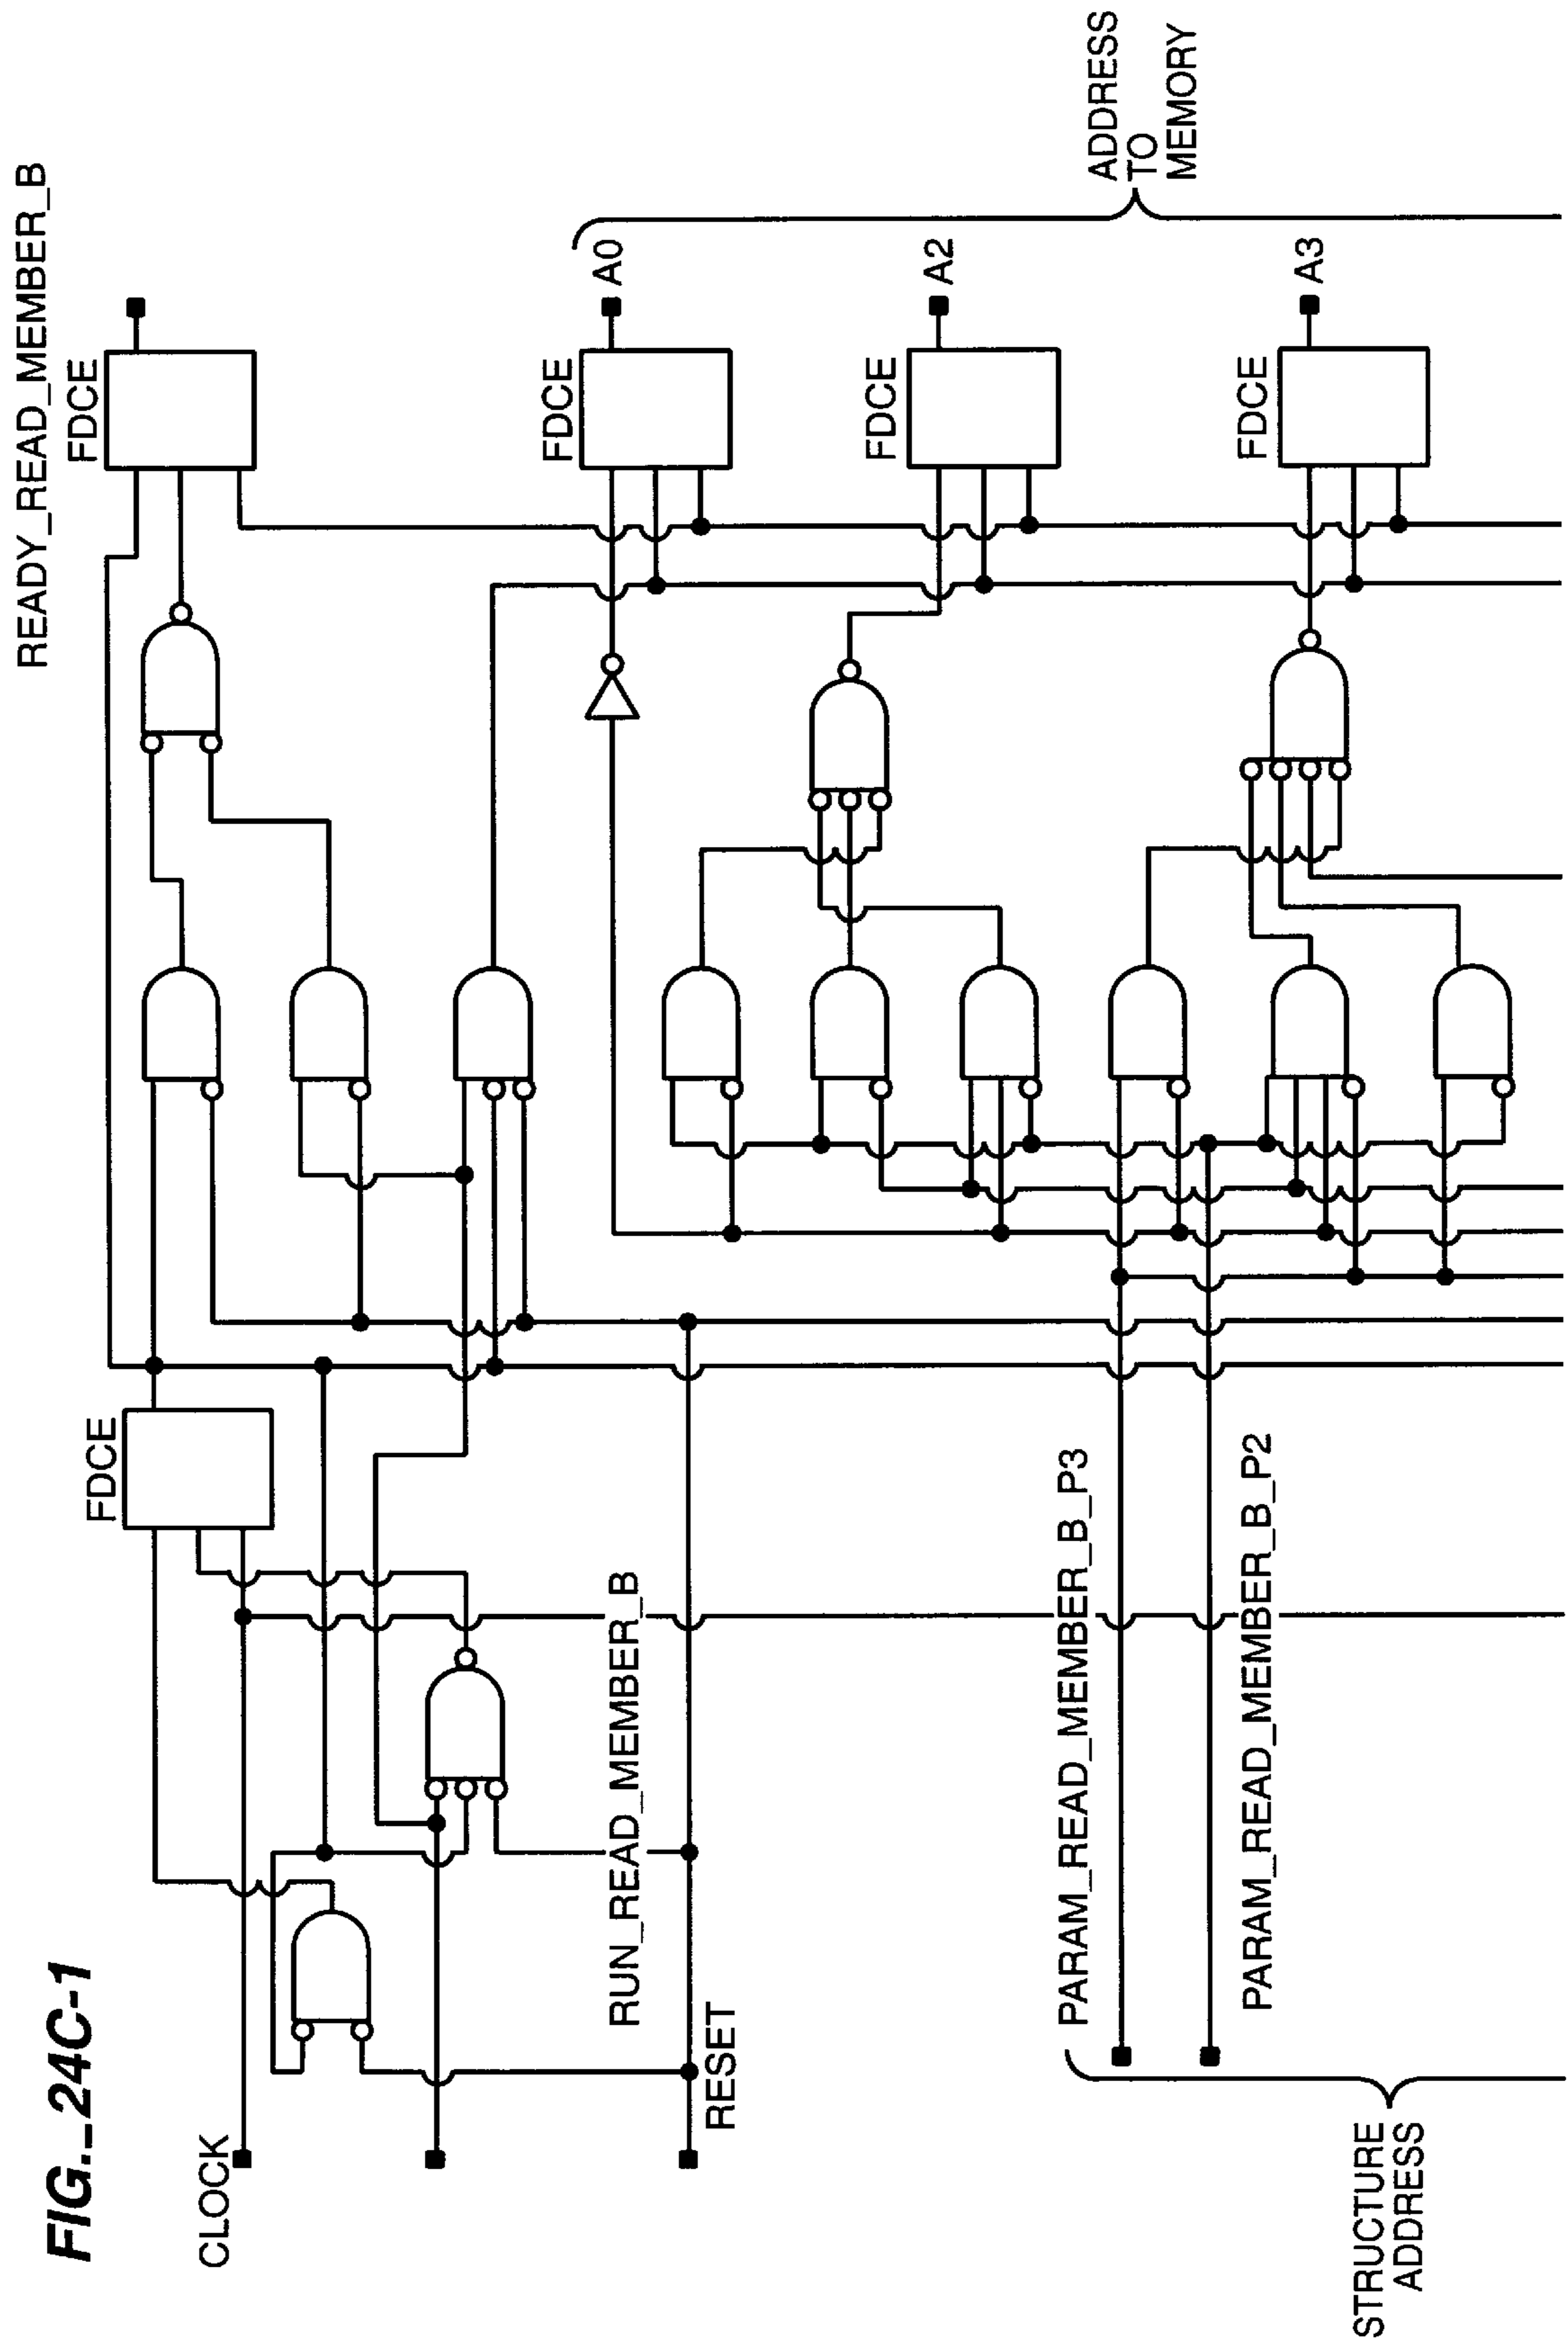 FIG._24C-1
READY_READ_MEMBER_B
FDCE
FDCE
CLOCK
FDCE
A0
RUN_READ_MEMBER_B
RESET
FDCE
A2
ADDRESS
TO
MEMORY
PARAM_READ_MEMBER_B_P3
PARAM_READ_MEMBER_B_P2
FDCE
A3
STRUCTURE
ADDRESS